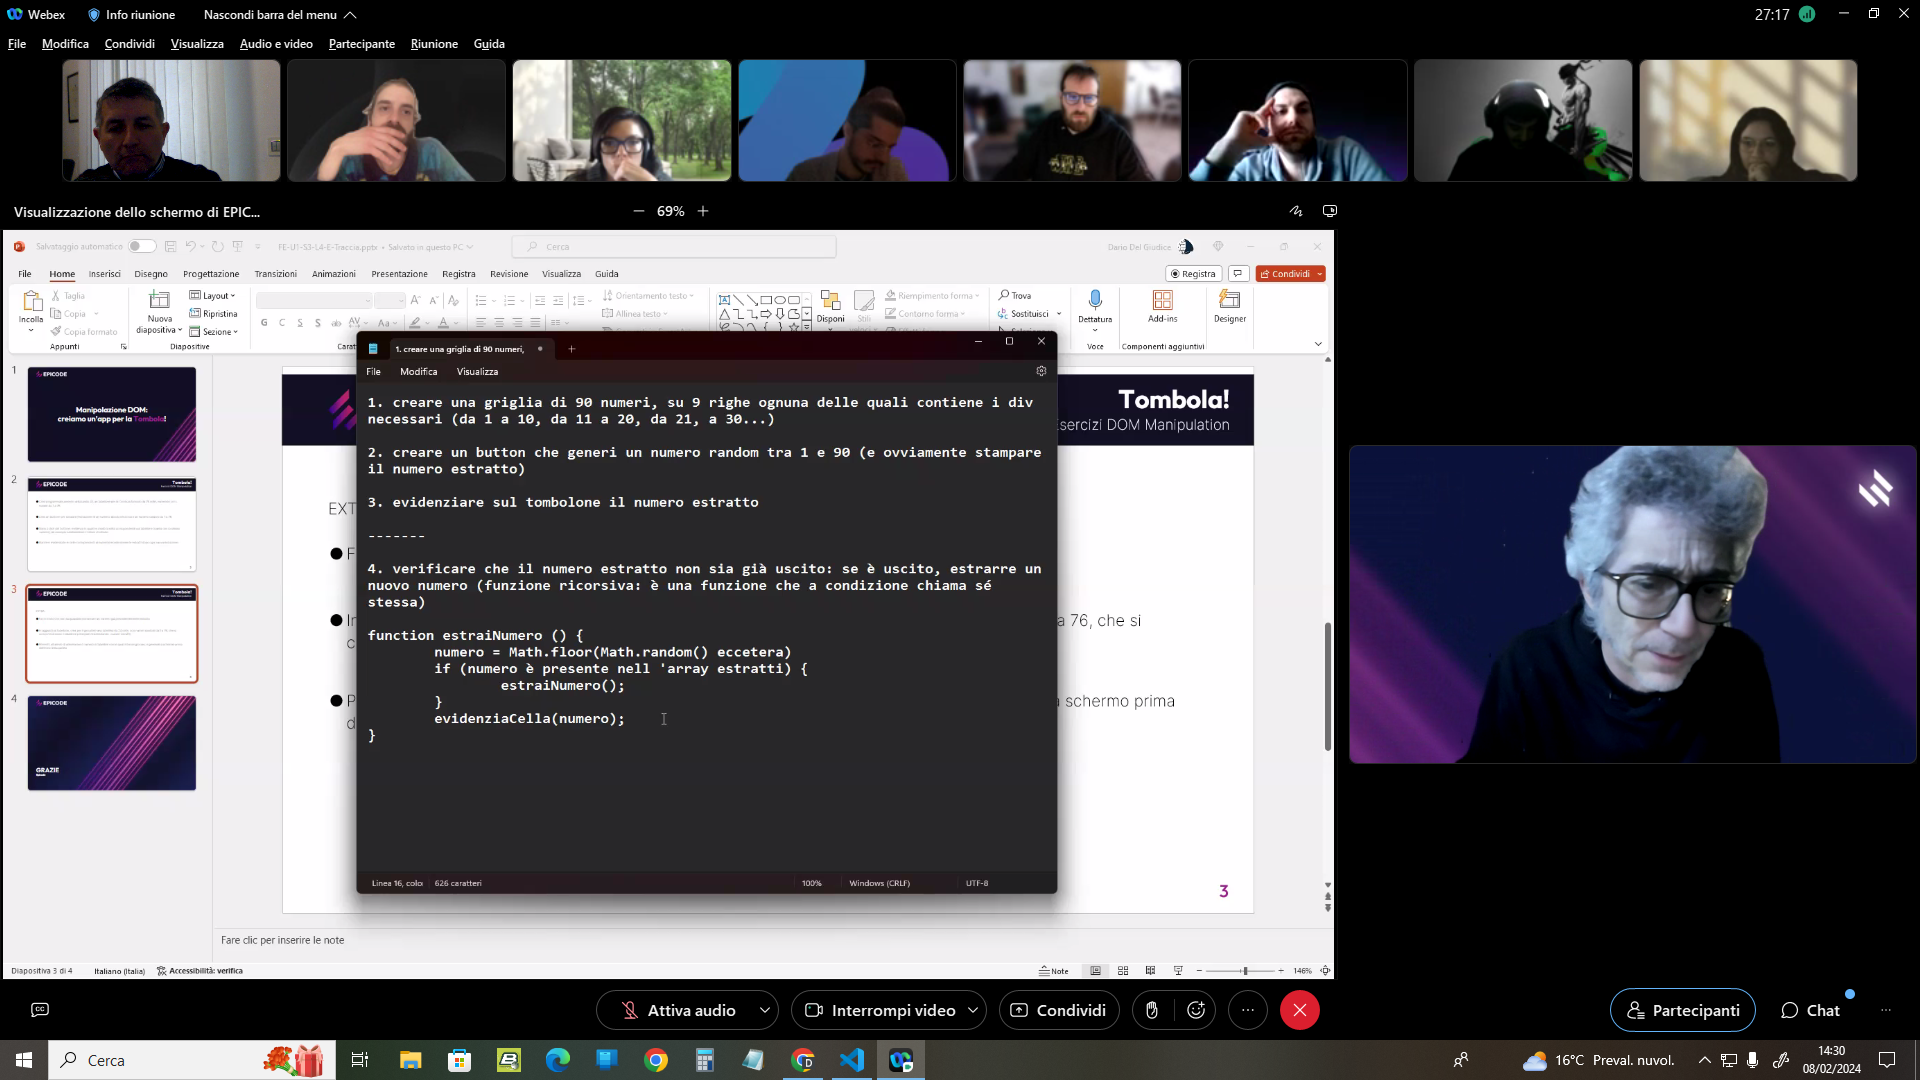 Webex
Info riunione
Nascondi barra del menu
27:17
File Modifica Condividi Visualizza Audio e video Partecipante Riunione Guida
Visualizzazione dello schermo di EPIC...
69%
Salvataggio automatico
FE-U1-S3-L4-E-Traccia.pptx • Salvato in questo PC
Cerca
Dario Del Giudice
File Home Inserisci Disegno Progettazione Transizioni Animazioni Presentazione Registra Revisione Visualizza Guida
Registra
Condividi
Incolla
Taglia
Copia
Copia formato
Appunti
Nuova
diapositiva
Layout
Ripristina
Sezione
Diapositive
Orientamento testo
Allinea testo
Disponi
Stili
Riempimento forma
Contorno forma
Trova
Sostituisci
Dettatura
Voce
Add-ins
Componenti aggiuntivi
Designer
1
EPICODE
Manipolazione DOM:
creiamo un'app per la Tombola!
2
EPICODE
Tombola!
3
EPICODE
Tombola!
4
GRAZIE
Tombola!
Esercizi DOM Manipulation
EXT
a 76, che si
schermo prima
3
1. creare una griglia di 90 numeri,
File Modifica Visualizza
1. creare una griglia di 90 numeri, su 9 righe ognuna delle quali contiene i div
necessari (da 1 a 10, da 11 a 20, da 21, a 30...)
2. creare un button che generi un numero random tra 1 e 90 (e ovviamente stampare
il numero estratto)
3. evidenziare sul tombolone il numero estratto
-------
4. verificare che il numero estratto non sia già uscito: se è uscito, estrarre un
nuovo numero (funzione ricorsiva: è una funzione che a condizione chiama sé
stessa)
function estraiNumero () {
numero = Math.floor(Math.random() eccetera)
if (numero è presente nell 'array estratti) {
estraiNumero();
}
evidenziaCella(numero);
}
Linea 16, colo
626 caratteri
100%
Windows (CRLF)
UTF-8
Fare clic per inserire le note
Diapositiva 3 di 4
Italiano (Italia)
Accessibilità: verifica
Note
146%
Attiva audio
Interrompi video
Condividi
Partecipanti
Chat
Cerca
16°C Preval. nuvol.
14:30
08/02/2024